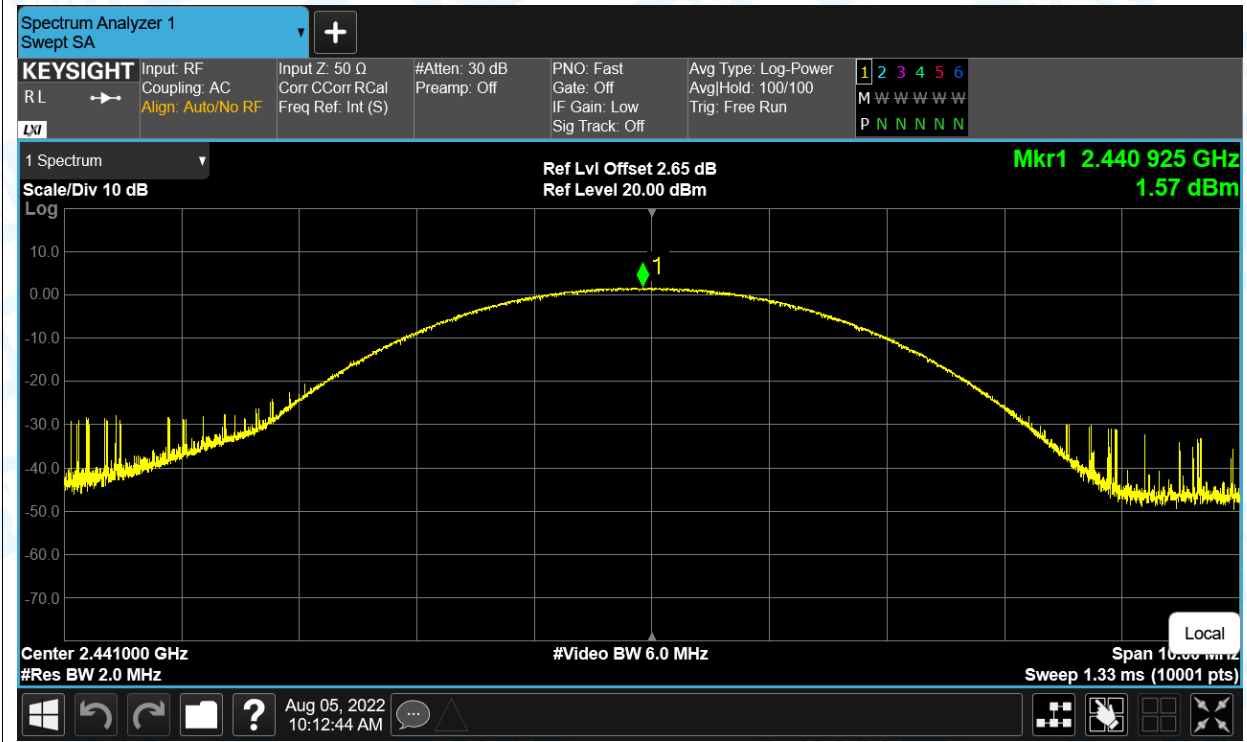 Spectrum Analyzer 1
Swept SA
KEYSIGHT
R L
LXI
Input: RF
Coupling: AC
Align: Auto/No RF
Input Z: 50 Ω
Corr CCorr RCal
Freq Ref: Int (S)
#Atten: 30 dB
Preamp: Off
PNO: Fast
Gate: Off
IF Gain: Low
Sig Track: Off
Avg Type: Log-Power
Avg|Hold: 100/100
Trig: Free Run
1 2 3 4 5 6
M W W W W W W
P N N N N N N
1 Spectrum
Scale/Div 10 dB
Log
Ref Lvl Offset 2.65 dB
Ref Level 20.00 dBm
Mkr1 2.440 925 GHz
1.57 dBm
1
10.0
0.00
-10.0
-20.0
-30.0
-40.0
-50.0
-60.0
-70.0
Local
Center 2.441000 GHz
#Res BW 2.0 MHz
#Video BW 6.0 MHz
Span 10.00 MHz
Sweep 1.33 ms (10001 pts)
?
Aug 05, 2022
10:12:44 AM